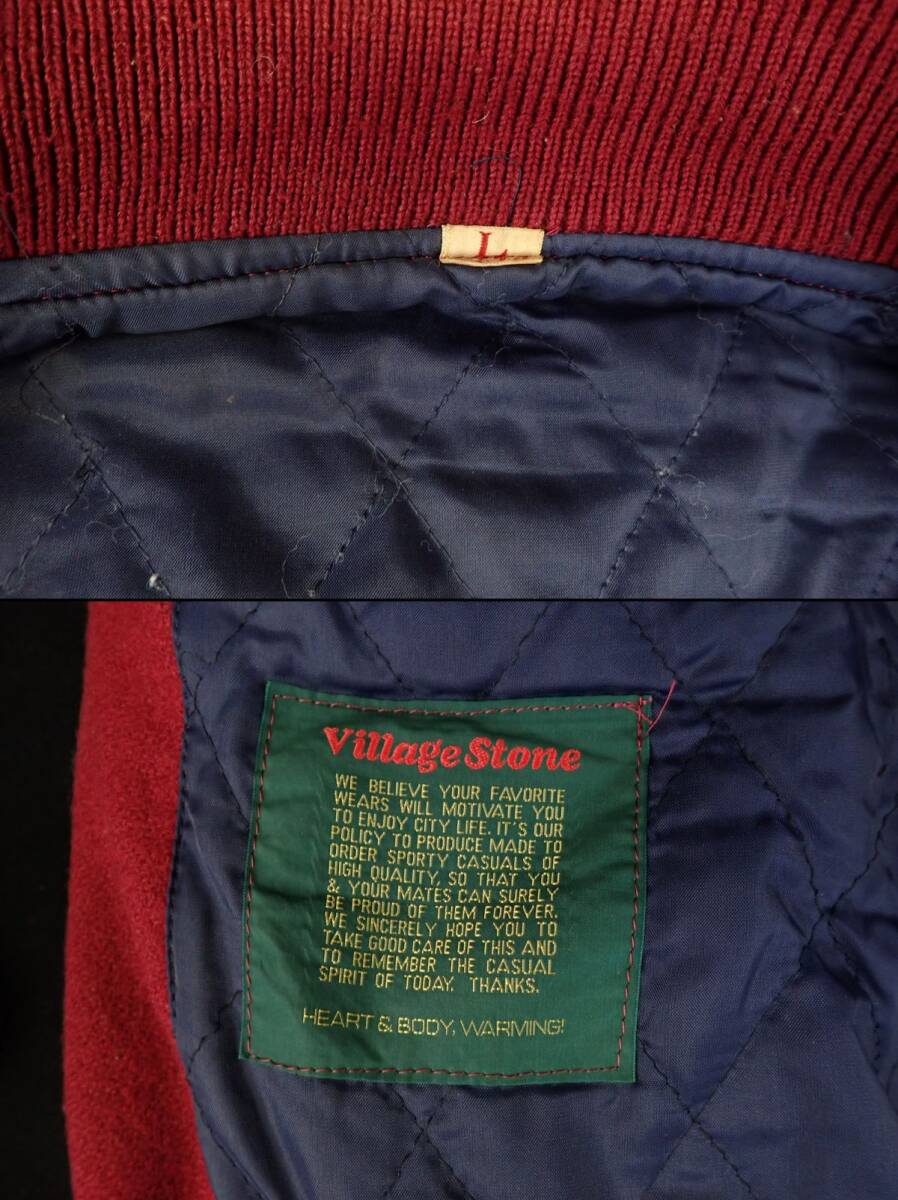 L
Village Stone
WE BELIEVE YOUR FAVORITE
WEARS WILL MOTIVATE YOU
TO ENJOY CITY LIFE. IT'S OUR
POLICY TO PRODUCE MADE TO
ORDER SPORTY CASUALS OF
HIGH QUALITY, SO THAT YOU
& YOUR MATES CAN SURELY
BE PROUD OF THEM FOREVER.
WE SINCERELY HOPE YOU TO
TAKE GOOD CARE OF THIS AND
TO REMEMBER THE CASUAL
SPIRIT OF TODAY. THANKS.
HEART & BODY, WARMING!